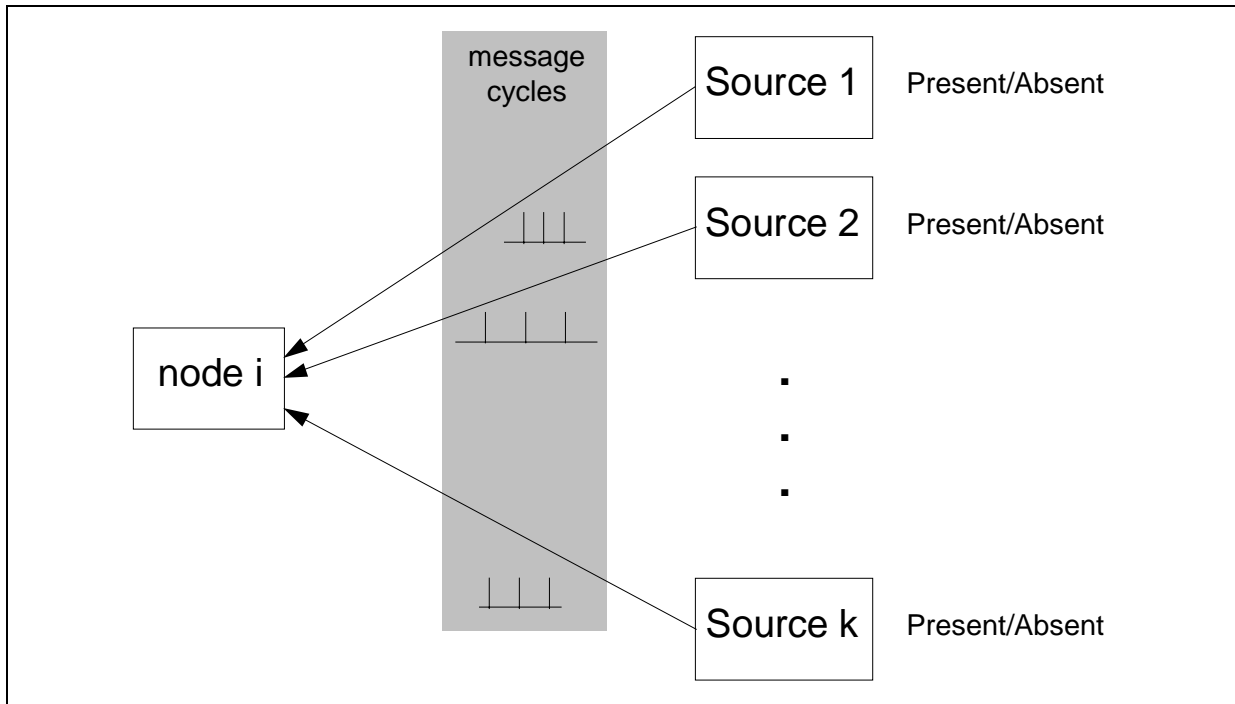 message
cycles
Source 1
Present/Absent
Source 2
Present/Absent
node i
.
.
.
Source k
Present/Absent